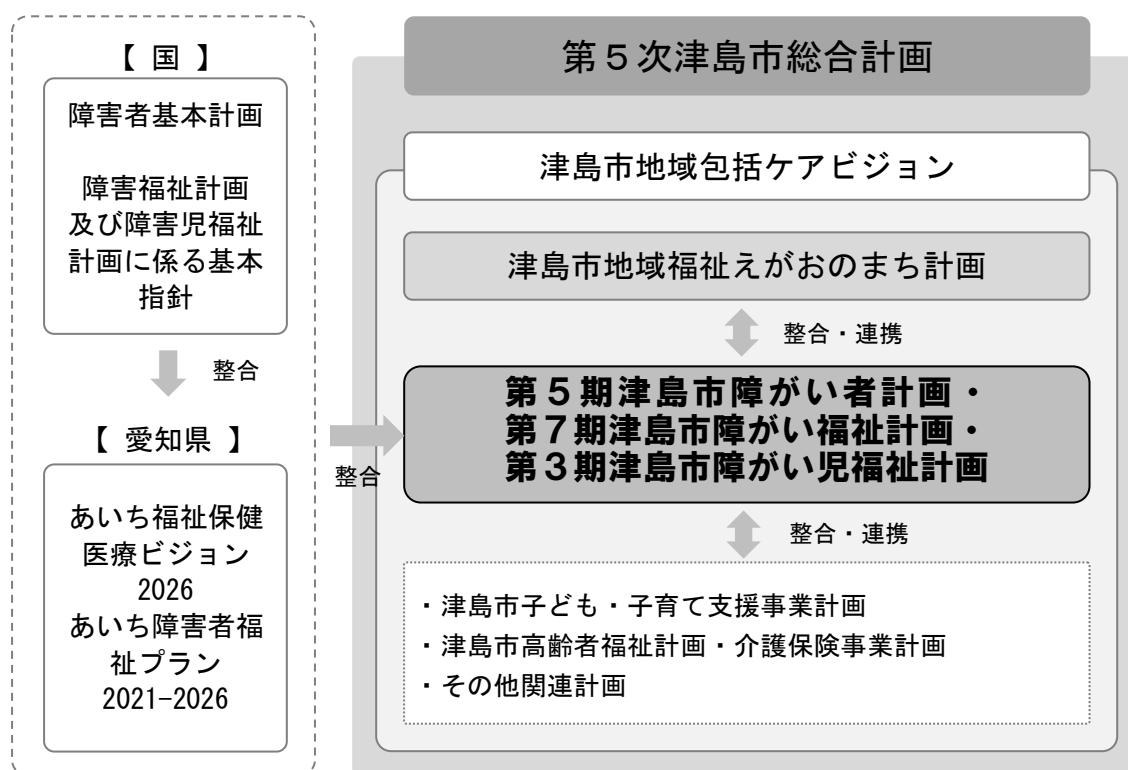 【 国 】
障害者基本計画
障害福祉計画
及び障害児福祉
計画に係る基本
指針
整合
【 愛知県 】
あいち福祉保健
医療ビジョン
2026
あいち障害者福
祉プラン
2021-2026
整合
第５次津島市総合計画
津島市地域包括ケアビジョン
津島市地域福祉えがおのまち計画
整合・連携
第５期津島市障がい者計画・
第７期津島市障がい福祉計画・
第３期津島市障がい児福祉計画
整合・連携
・津島市子ども・子育て支援事業計画
・津島市高齢者福祉計画・介護保険事業計画
・その他関連計画